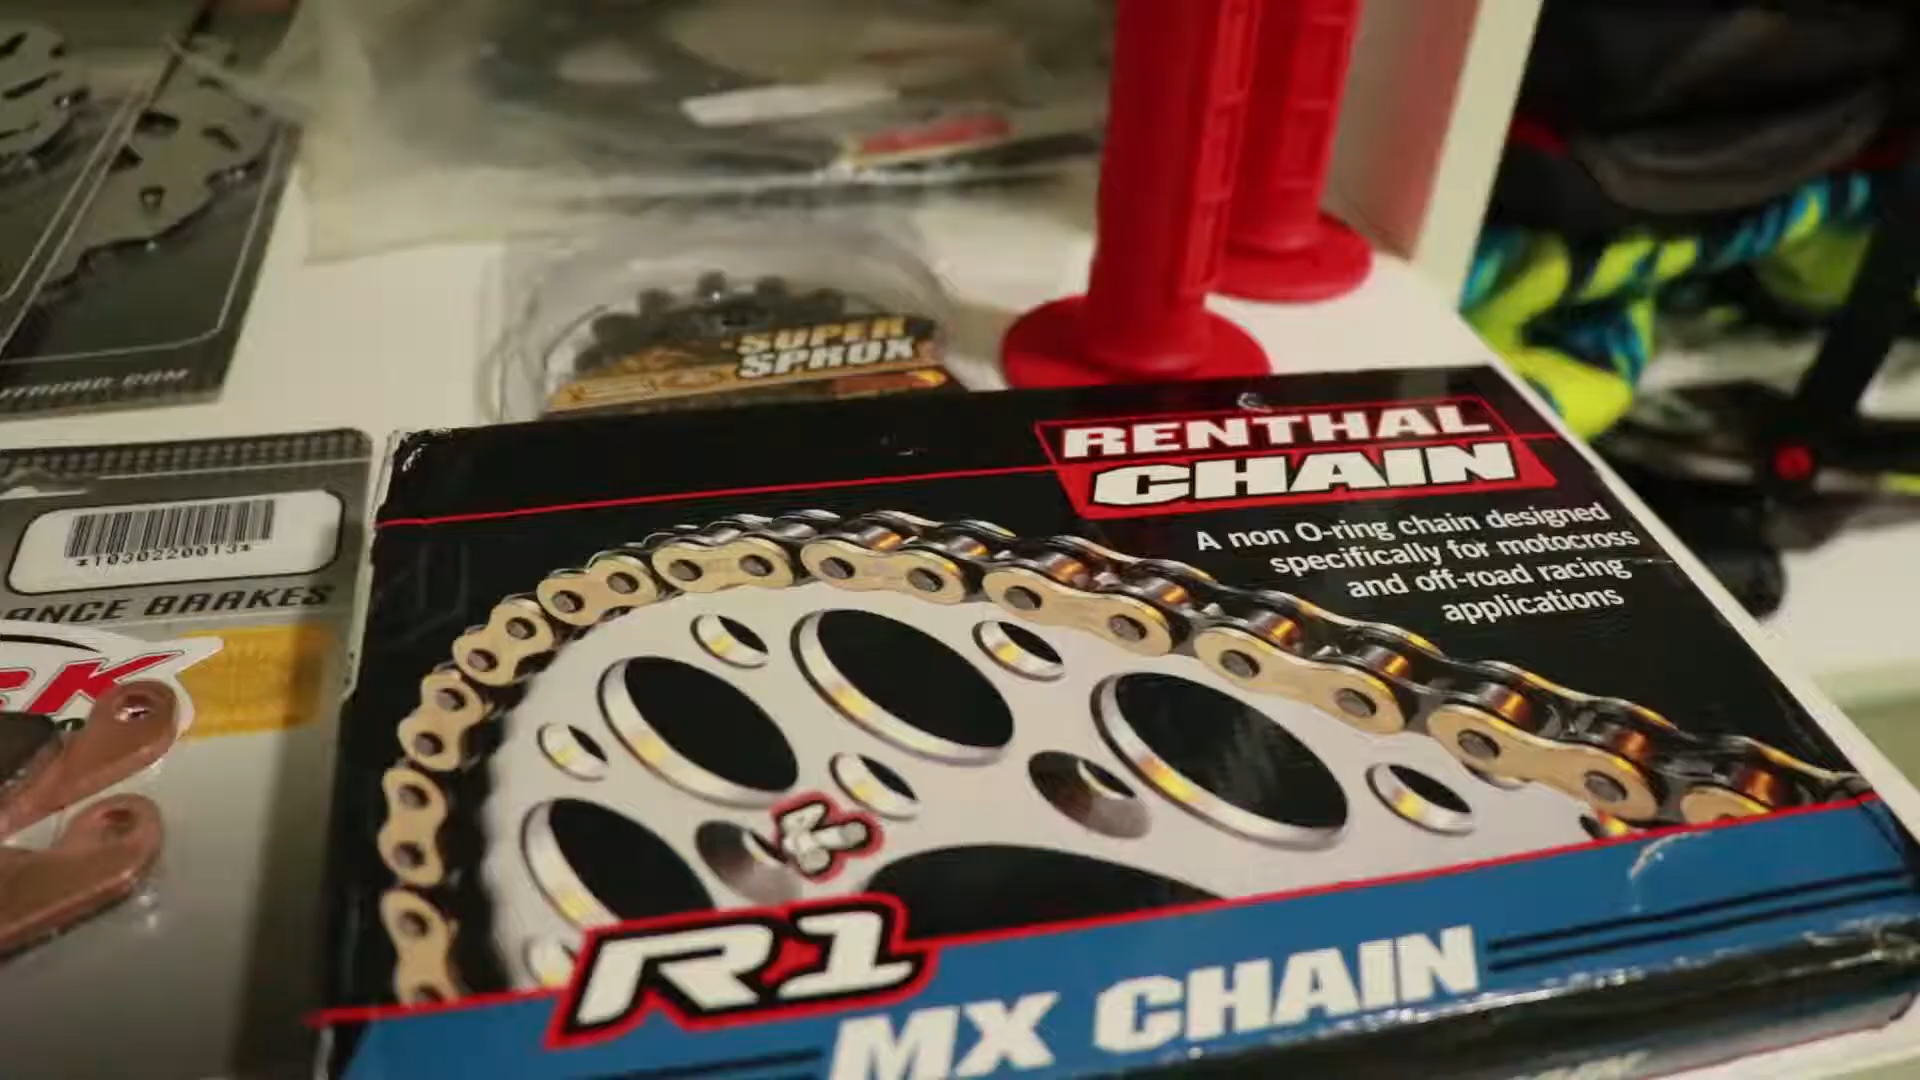 SUPER
SPROX
RENTHAL
CHAIN
A non O-ring chain designed
specifically for motocross
and off-road racing
applications
*1030220013*
BRAKES
R1
MX CHAIN